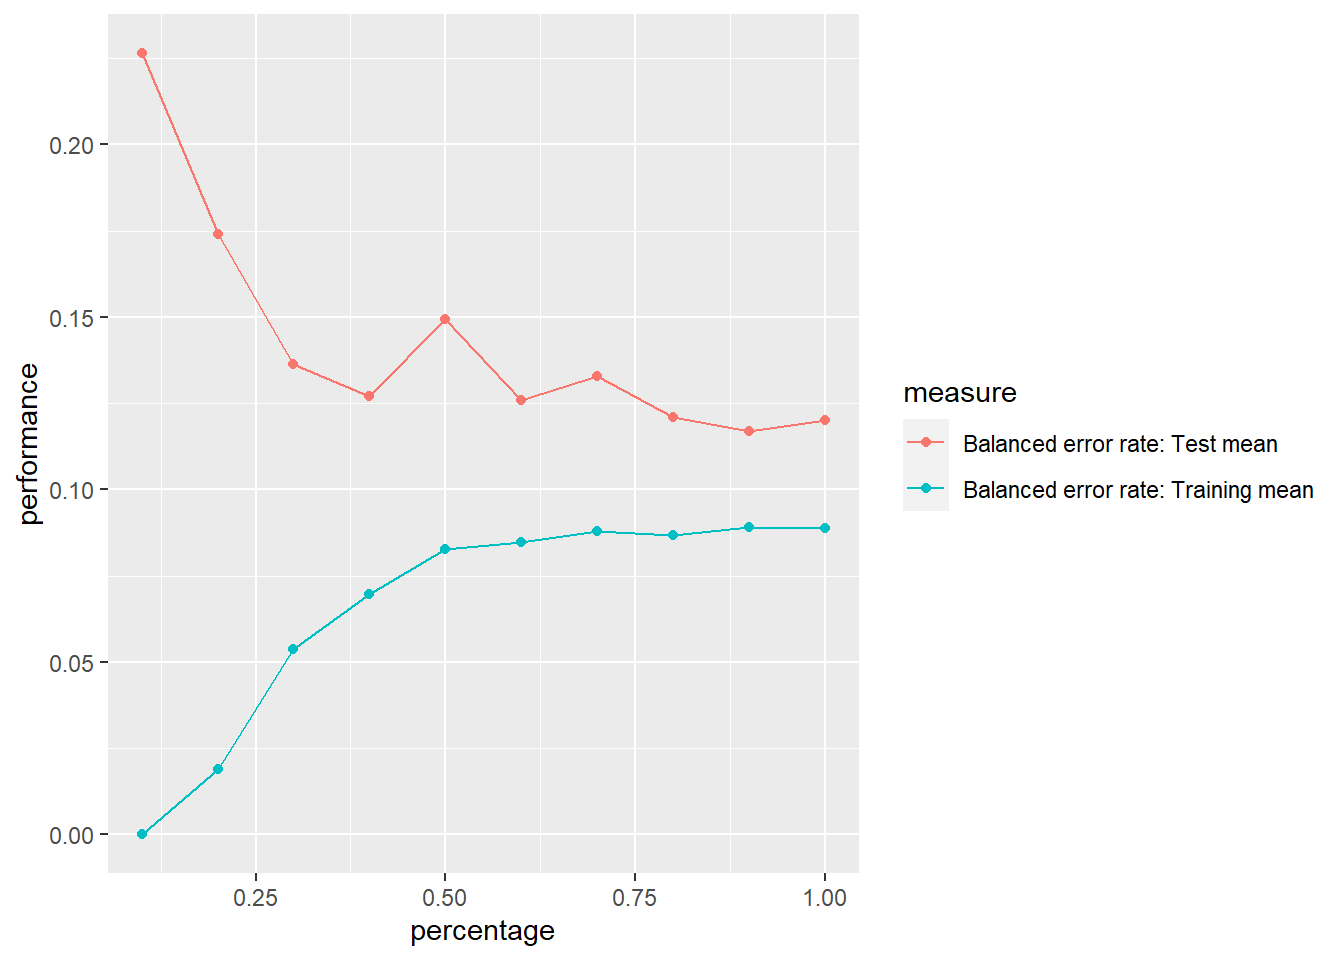 performance
0.20
0.15
0.10
0.05
0.00
0.25 0.50 0.75 1.00
percentage
measure
Balanced error rate: Test mean
Balanced error rate: Training mean